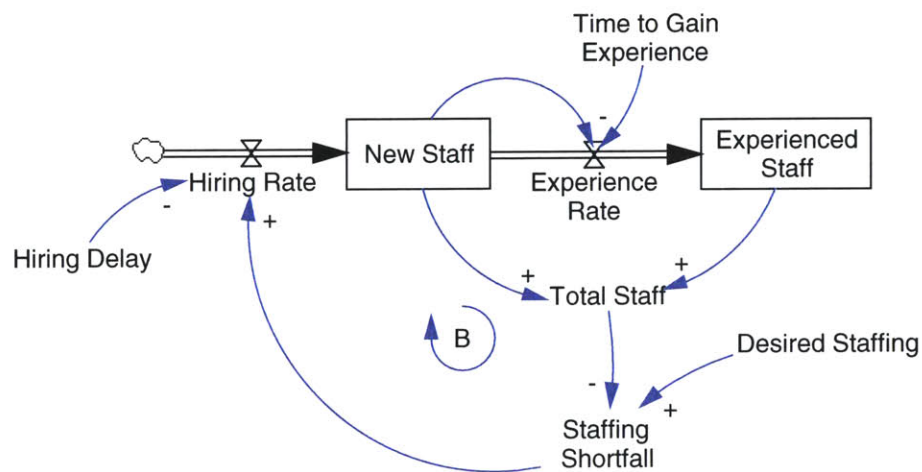 Time to Gain
Experience
-
New Staff
Experienced
Staff
Hiring Rate
Experience
Rate
-
+
Hiring Delay
+
+
Total Staff
B
Desired Staffing
-
+
Staffing
Shortfall